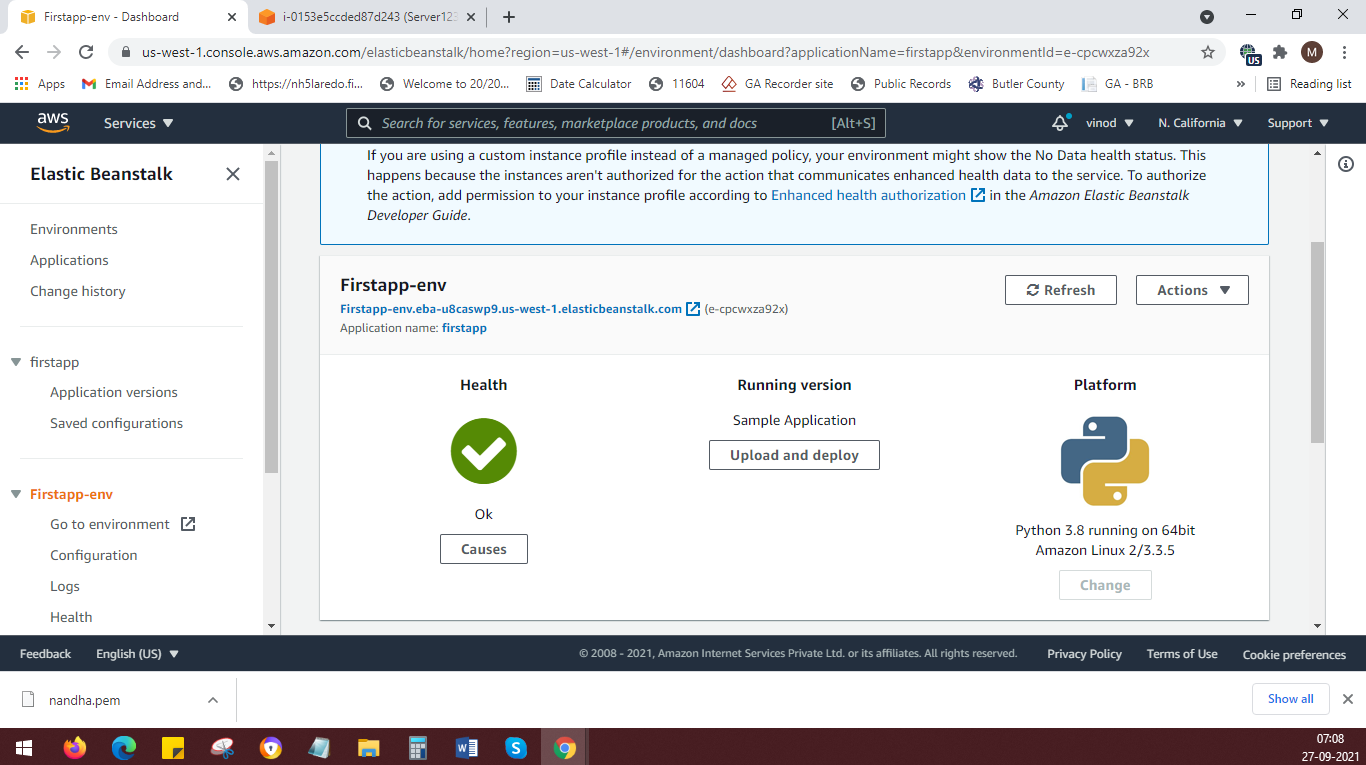 Firstapp-env - Dashboard
i-0153e5ccded87d243 (Server123
us-west-1.console.aws.amazon.com/elasticbeanstalk/home?region=us-west-1#/environment/dashboard?applicationName=firstapp&environmentId=e-cpcwxza92x
US
M
Apps
Email Address and...
https://nh5laredo.fi...
Welcome to 20/20...
Date Calculator
11604
GA Recorder site
Public Records
Butler County
GA - BRB
»
Reading list
aws
Services
Search for services, features, marketplace products, and docs
[Alt+S]
vinod
N. California
Support
Elastic Beanstalk
Environments
Applications
Change history
firstapp
Application versions
Saved configurations
Firstapp-env
Go to environment
Configuration
Logs
Health
If you are using a custom instance profile instead of a managed policy, your environment might show the No Data health status. This
happens because the instances aren't authorized for the action that communicates enhanced health data to the service. To authorize
the action, add permission to your instance profile according to Enhanced health authorization in the Amazon Elastic Beanstalk
Developer Guide.
Firstapp-env
Firstapp-env.eba-u8caswp9.us-west-1.elasticbeanstalk.com (e-cpcwxza92x)
Application name: firstapp
Refresh
Actions
Health
Ok
Causes
Running version
Sample Application
Upload and deploy
Platform
Python 3.8 running on 64bit
Amazon Linux 2/3.3.5
Change
Feedback
English (US)
© 2008 - 2021, Amazon Internet Services Private Ltd. or its affiliates. All rights reserved.
Privacy Policy
Terms of Use
Cookie preferences
nandha.pem
Show all
07:08
27-09-2021